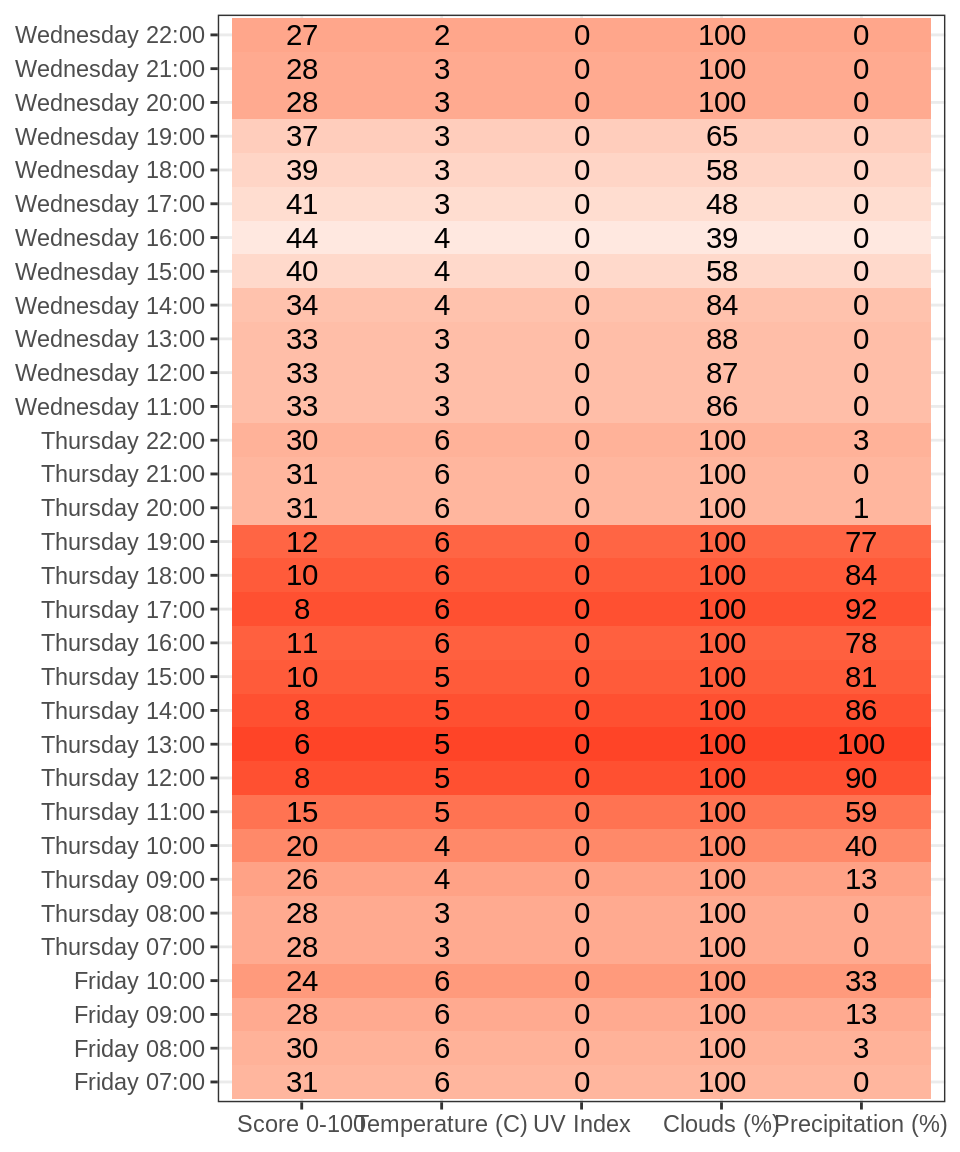 Wednesday 22:00 27 2 0 100 0
Wednesday 21:00 28 3 0 100 0
Wednesday 20:00 28 3 0 100 0
Wednesday 19:00 37 3 0 65 0
Wednesday 18:00 39 3 0 58 0
Wednesday 17:00 41 3 0 48 0
Wednesday 16:00 44 4 0 39 0
Wednesday 15:00 40 4 0 58 0
Wednesday 14:00 34 4 0 84 0
Wednesday 13:00 33 3 0 88 0
Wednesday 12:00 33 3 0 87 0
Wednesday 11:00 33 3 0 86 0
Thursday 22:00 30 6 0 100 3
Thursday 21:00 31 6 0 100 0
Thursday 20:00 31 6 0 100 1
Thursday 19:00 12 6 0 100 77
Thursday 18:00 10 6 0 100 84
Thursday 17:00 8 6 0 100 92
Thursday 16:00 11 6 0 100 78
Thursday 15:00 10 5 0 100 81
Thursday 14:00 8 5 0 100 86
Thursday 13:00 6 5 0 100 100
Thursday 12:00 8 5 0 100 90
Thursday 11:00 15 5 0 100 59
Thursday 10:00 20 4 0 100 40
Thursday 09:00 26 4 0 100 13
Thursday 08:00 28 3 0 100 0
Thursday 07:00 28 3 0 100 0
Friday 10:00 24 6 0 100 33
Friday 09:00 28 6 0 100 13
Friday 08:00 30 6 0 100 3
Friday 07:00 31 6 0 100 0
Score 0-100 Temperature (C) UV Index Clouds (%) Precipitation (%)